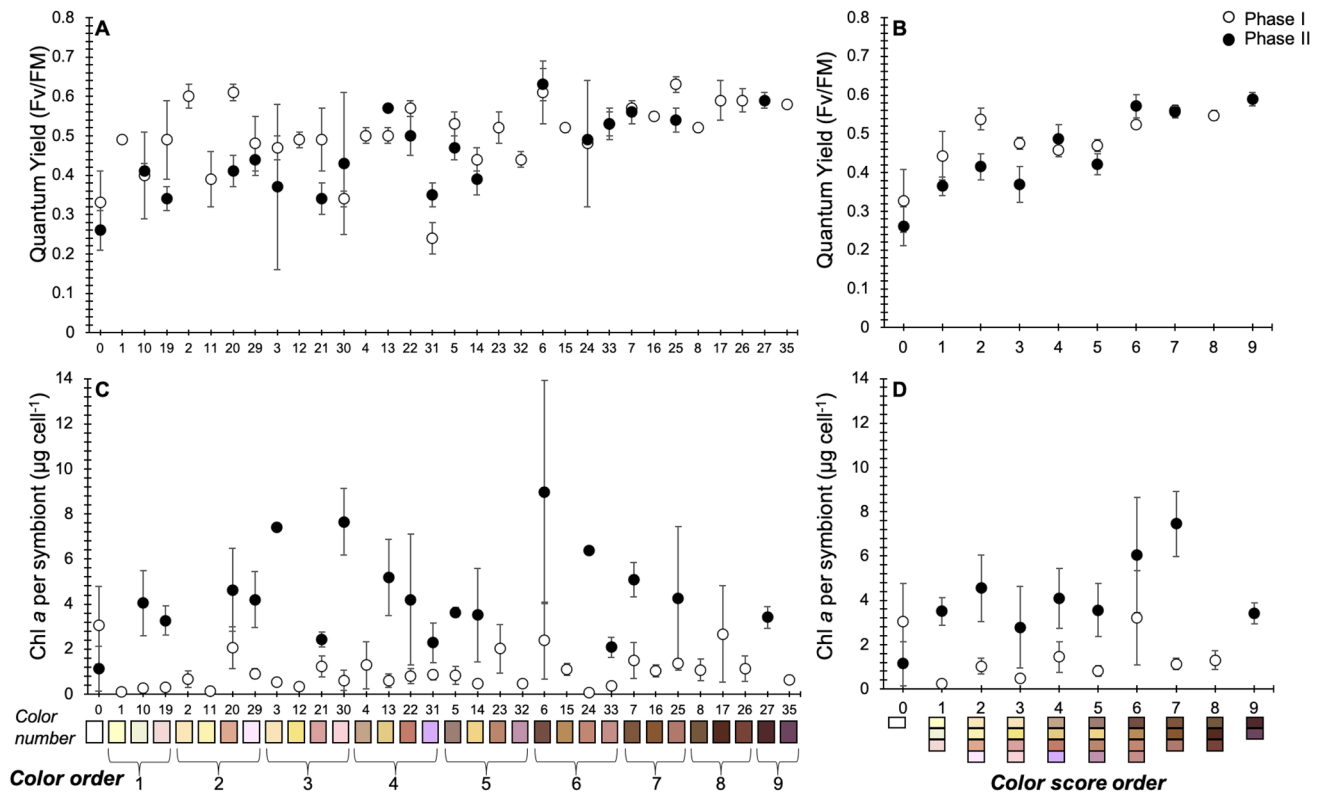 A
Quantum Yield (Fv/FM)
0.8
0.7
0.6
0.5
0.4
0.3
0.2
0.1
0
0 1 10 19 2 11 20 29 3 12 21 30 4 13 22 31 5 14 23 32 6 15 24 33 7 16 25 8 17 26 27 35
B
Phase I
Phase II
Quantum Yield (Fv/FM)
0.8
0.7
0.6
0.5
0.4
0.3
0.2
0.1
0
0 1 2 3 4 5 6 7 8 9
C
Chl a per symbiont (µg cell-1)
14
12
10
8
6
4
2
0
0 1 10 19 2 11 20 29 3 12 21 30 4 13 22 31 5 14 23 32 6 15 24 33 7 16 25 8 17 26 27 35
Color
number
Color order 1 2 3 4 5 6 7 8 9
D
Chl a per symbiont (µg cell-1)
14
12
10
8
6
4
2
0
0 1 2 3 4 5 6 7 8 9
Color score order